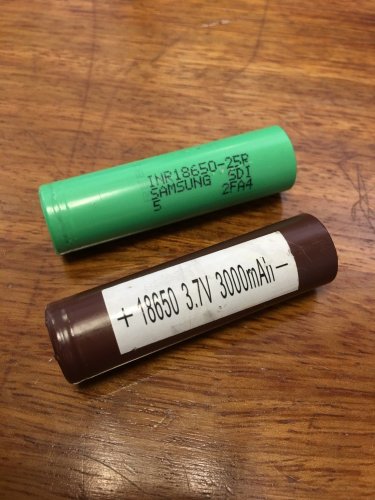 INR18650-25R
SAMSUNG SDI
5 2FA4
+ 18650 3.7V 3000mAh -